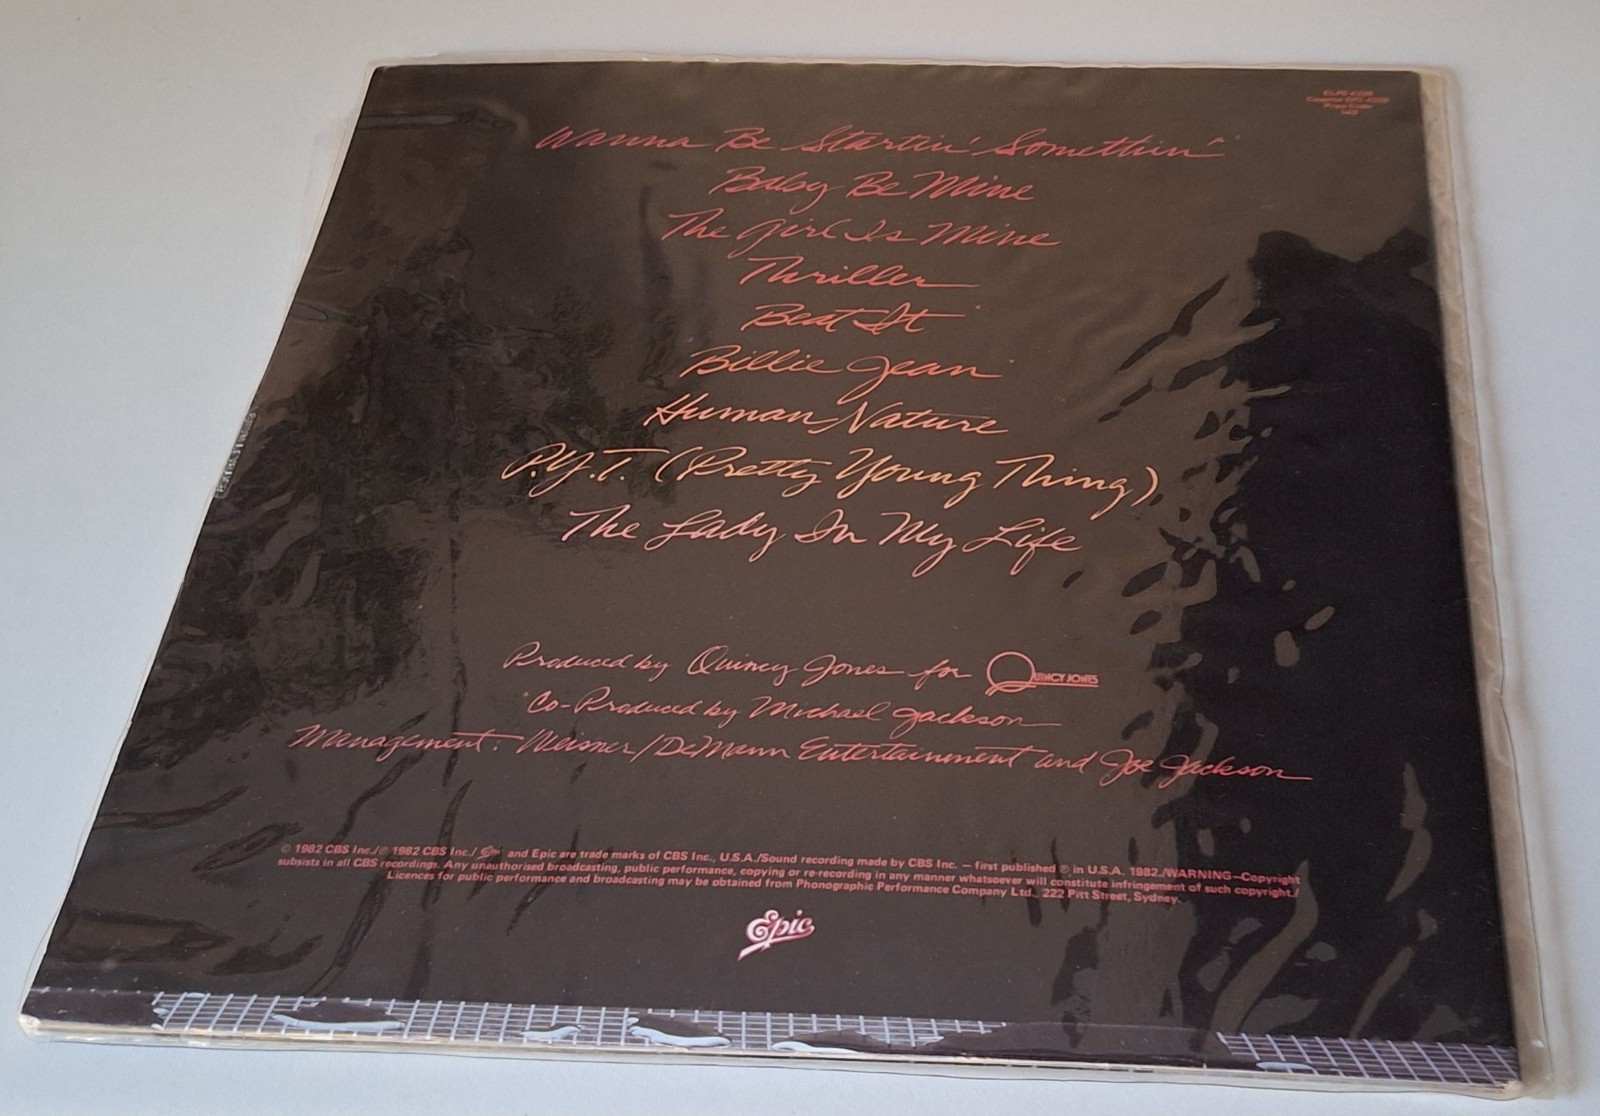 Wanna Be Startin' Somethin'
Baby Be Mine
The Girl Is Mine
Thriller
Beat It
Billie Jean
Human Nature
P.Y.T. (Pretty Young Thing)
The Lady In My Life
Produced by Quincy Jones for QUINCY JONES
Co-Produced by Michael Jackson
Management: Weisner/DeMann Entertainment and Joe Jackson
© 1982 CBS Inc./℗ 1982 CBS Inc./ Epic and Epic are trade marks of CBS Inc., U.S.A./Sound recording made by CBS Inc. — first published ℗ in U.S.A. 1982./WARNING—Copyright
subsists in all CBS recordings. Any unauthorised broadcasting, public performance, copying or re-recording in any manner whatsoever will constitute infringement of such copyright./
Licences for public performance and broadcasting may be obtained from Phonographic Performance Company Ltd., 222 Pitt Street, Sydney.
Epic